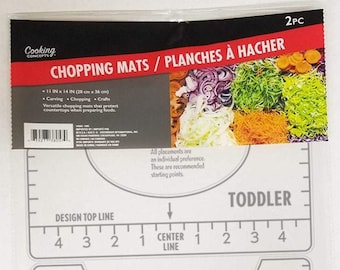 Cooking
CONCEPTS
2PC
CHOPPING MATS / PLANCHES À HACHER
• 11 IN x 14 IN (28 cm x 36 cm)
• Carving • Chopping • Crafts
Versatile chopping mats that protect
countertops when preparing foods.
All placements are
on individual preference.
These are recommended
starting points.
TODDLER
DESIGN TOP LINE
4 3 2 1 CENTER LINE 1 2 3 4